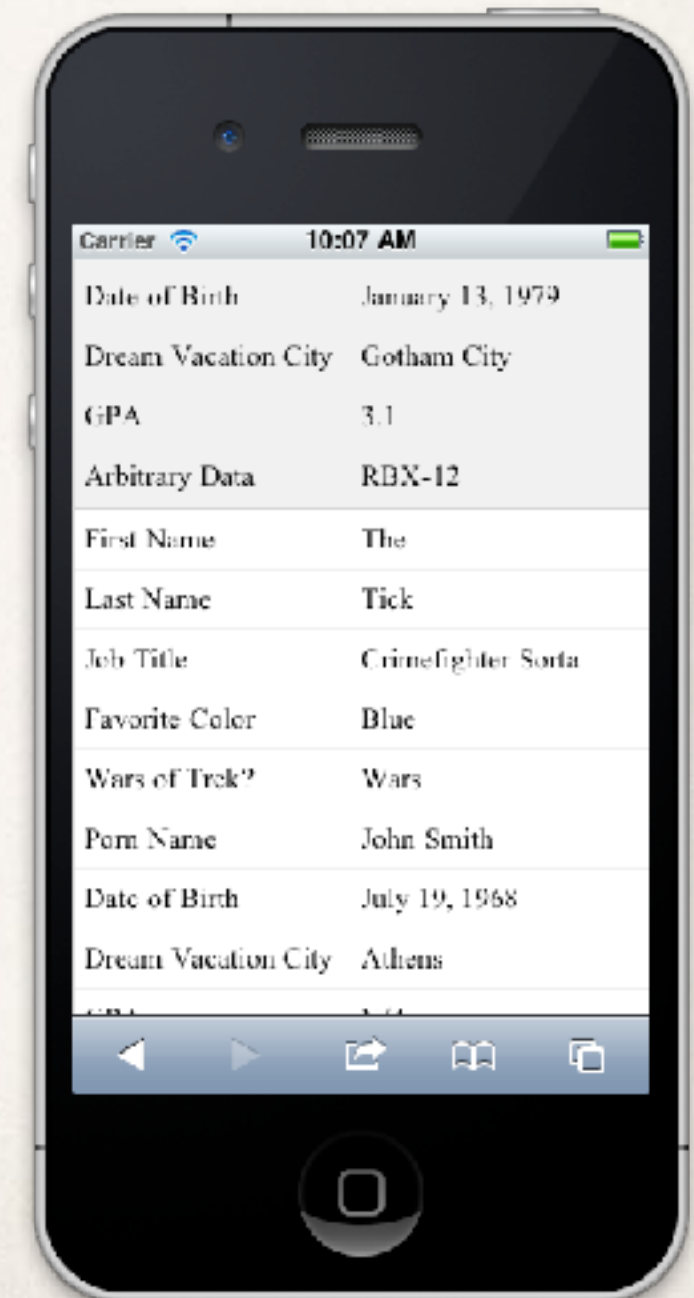 Carrier 10:07 AM
Date of Birth January 13, 1979
Dream Vacation City Gotham City
GPA 3.1
Arbitrary Data RBX-12
First Name The
Last Name Tick
Job Title Crimefighter Sorta
Favorite Color Blue
Wars of Trek? Wars
Porn Name John Smith
Date of Birth July 19, 1968
Dream Vacation City Athens
GPA